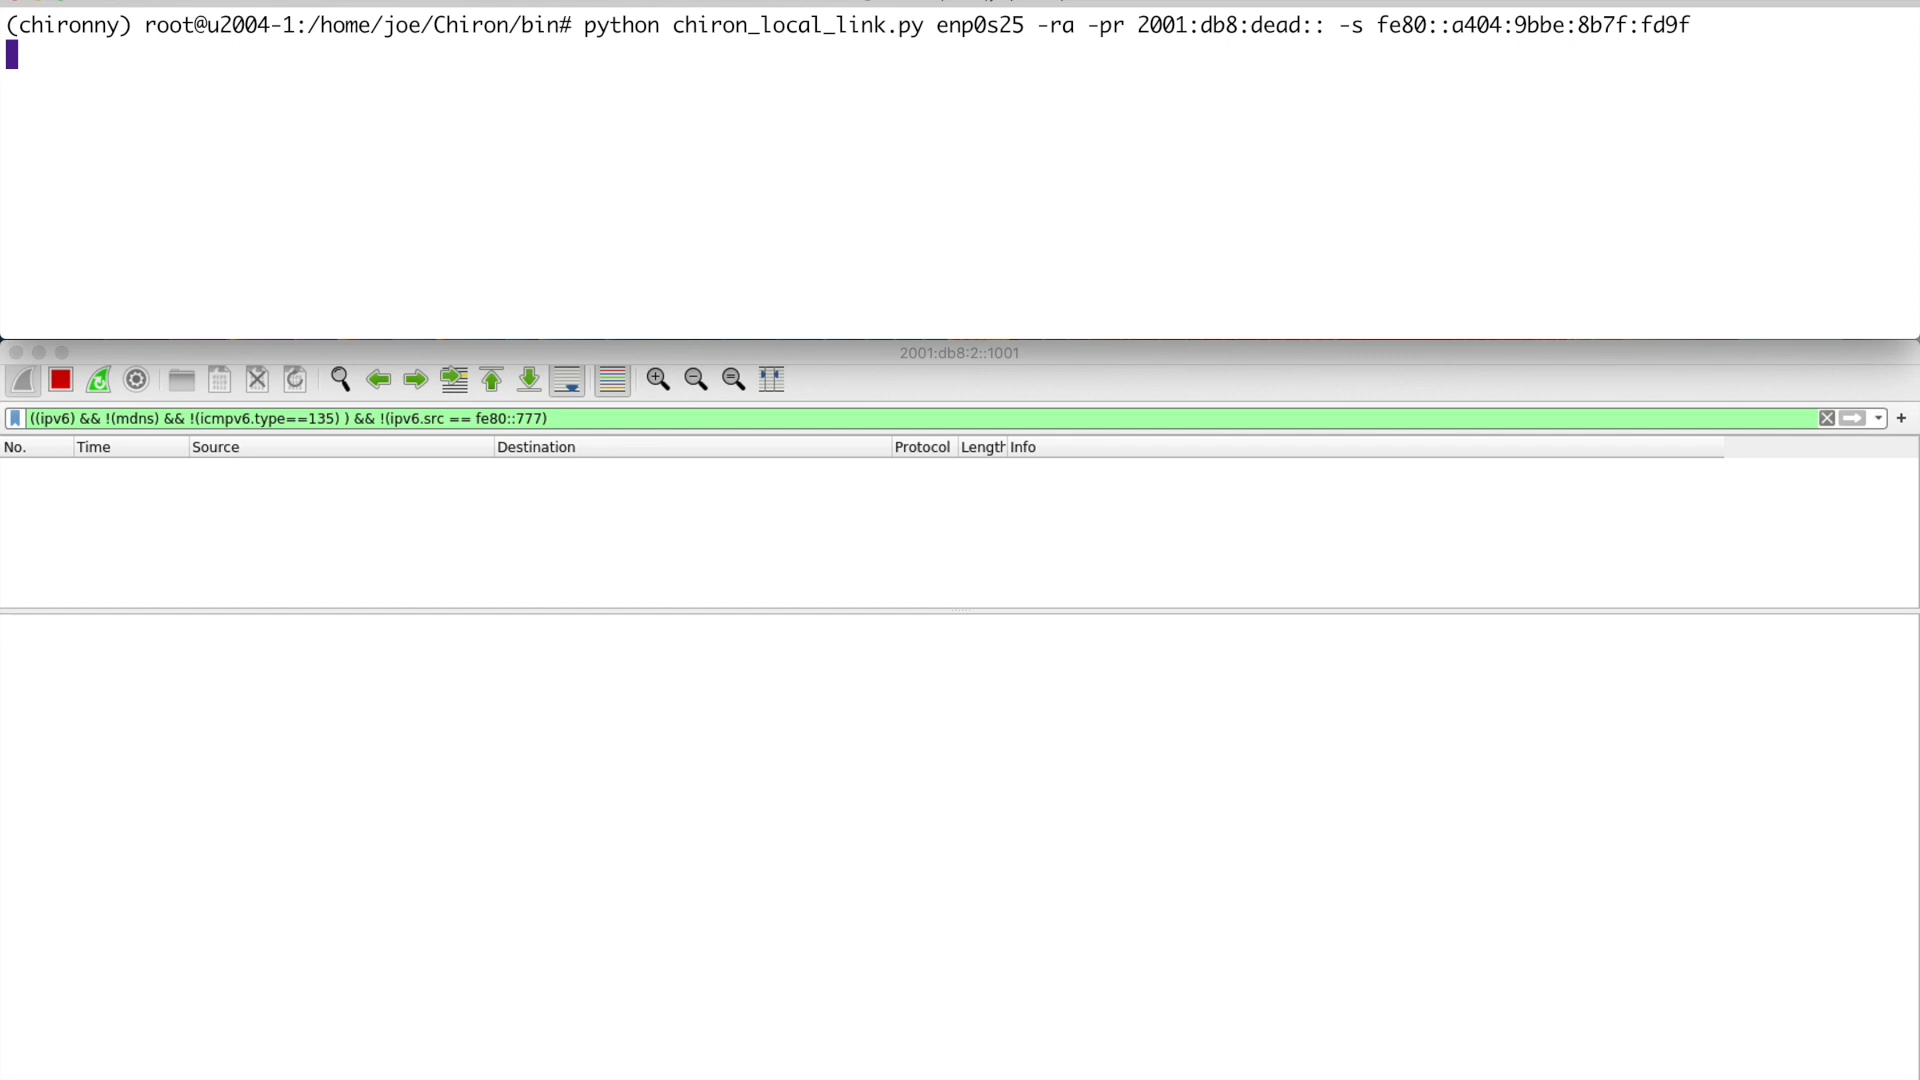 (chironny) root@u2004-1:/home/joe/Chiron/bin# python chiron_local_link.py enp0s25 -ra -pr 2001:db8:dead:: -s fe80::a404:9bbe:8b7f:fd9f
2001:db8:2::1001
((ipv6) && !(mdns) && !(icmpv6.type==135) ) && !(ipv6.src == fe80::777)
No. Time Source Destination Protocol Length Info